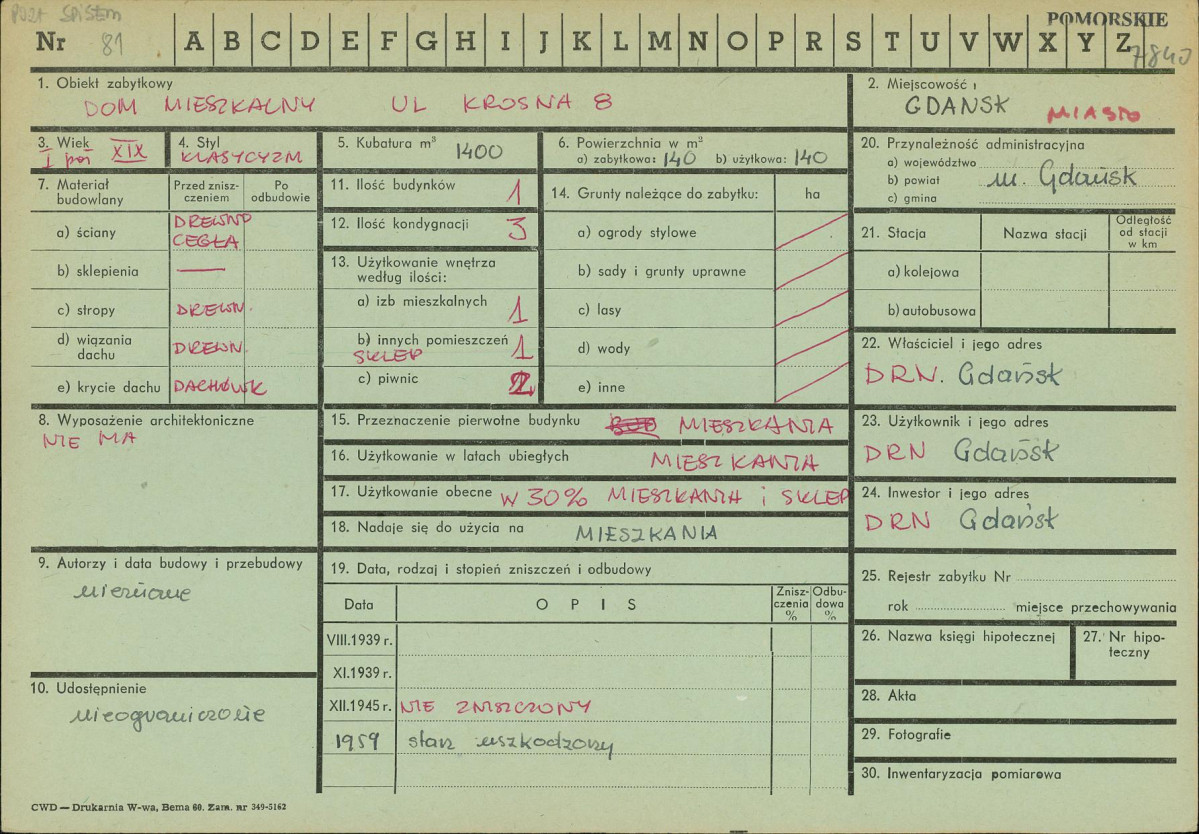 POZA SPISEM
POMORSKIE
Nr 81 A B C D E F G H I J K L M N O P R S T U V W X Y Z 7840
1. Obiekt zabytkowy
DOM MIESZKALNY UL KROSNA 8
2. Miejscowość
GDAŃSK MIASTO
3. Wiek
I poł XIX
4. Styl
KLASYCYZM
5. Kubatura m³ 1400
6. Powierzchnia w m²
a) zabytkowa: 140 b) użytkowa: 140
20. Przynależność administracyjna
a) województwo
b) powiat m. Gdańsk
c) gmina
7. Materiał budowlany
Przed zniszczeniem
Po odbudowie
a) ściany DREWNO
CEGŁA
b) sklepienia —
c) stropy DREWN.
d) wiązania dachu DREWN.
e) krycie dachu DACHÓWK
11. Ilość budynków 1
12. Ilość kondygnacji 3
13. Użytkowanie wnętrza
według ilości:
a) izb mieszkalnych 1
b) innych pomieszczeń 1
SKLEP
c) piwnic
14. Grunty należące do zabytku: ha
a) ogrody stylowe
b) sady i grunty uprawne
c) lasy
d) wody
e) inne
21. Stacja Nazwa stacji Odległość od stacji w km
a) kolejowa
b) autobusowa
22. Właściciel i jego adres
DRN. Gdańsk
8. Wyposażenie architektoniczne
NIE MA
15. Przeznaczenie pierwotne budynku MIESZKANIA
16. Użytkowanie w latach ubiegłych MIESZKANIA
17. Użytkowanie obecne W 30% MIESZKANIA i SKLEP
18. Nadaje się do użycia na MIESZKANIA
23. Użytkownik i jego adres
DRN Gdańsk
24. Inwestor i jego adres
DRN Gdańsk
9. Autorzy i data budowy i przebudowy
nieznane
10. Udostępnienie
nieograniczone
19. Data, rodzaj i stopień zniszczeń i odbudowy
Data OPIS Zniszczenia % Odbudowa %
VIII.1939 r.
XI.1939 r.
XII.1945 r. NIE ZNISZCZONY
1959 stan uszkodzony
25. Rejestr zabytku Nr
rok miejsce przechowywania
26. Nazwa księgi hipotecznej
27. Nr hipoteczny
28. Akta
29. Fotografie
30. Inwentaryzacja pomiarowa
CWD — Drukarnia W-wa, Bema 60. Zam. nr 349-5162